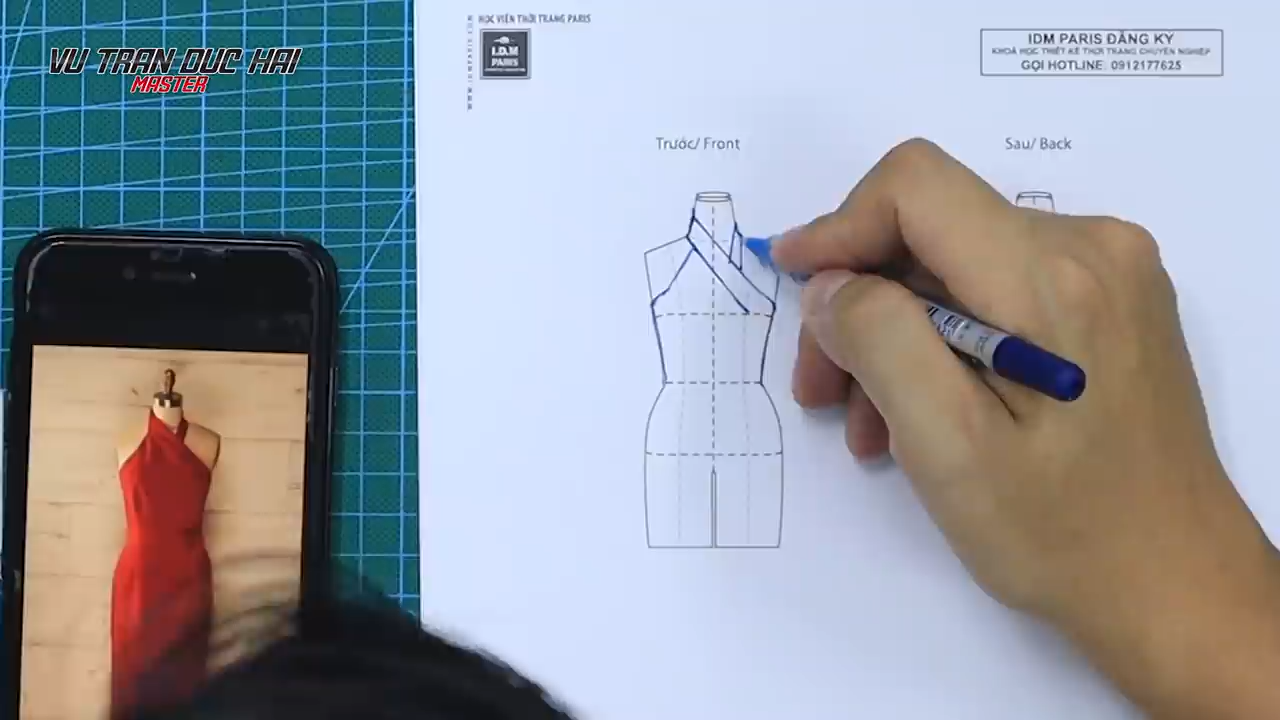 VU TRAN DUC HAI
MASTER
HỌC VIỆN THỜI TRANG PARIS
I.D.M
PARIS
IDM PARIS ĐĂNG KÝ
KHOÁ HỌC THIẾT KẾ THỜI TRANG CHUYÊN NGHIỆP
GỌI HOTLINE: 0912177625
Trước/ Front
Sau/ Back